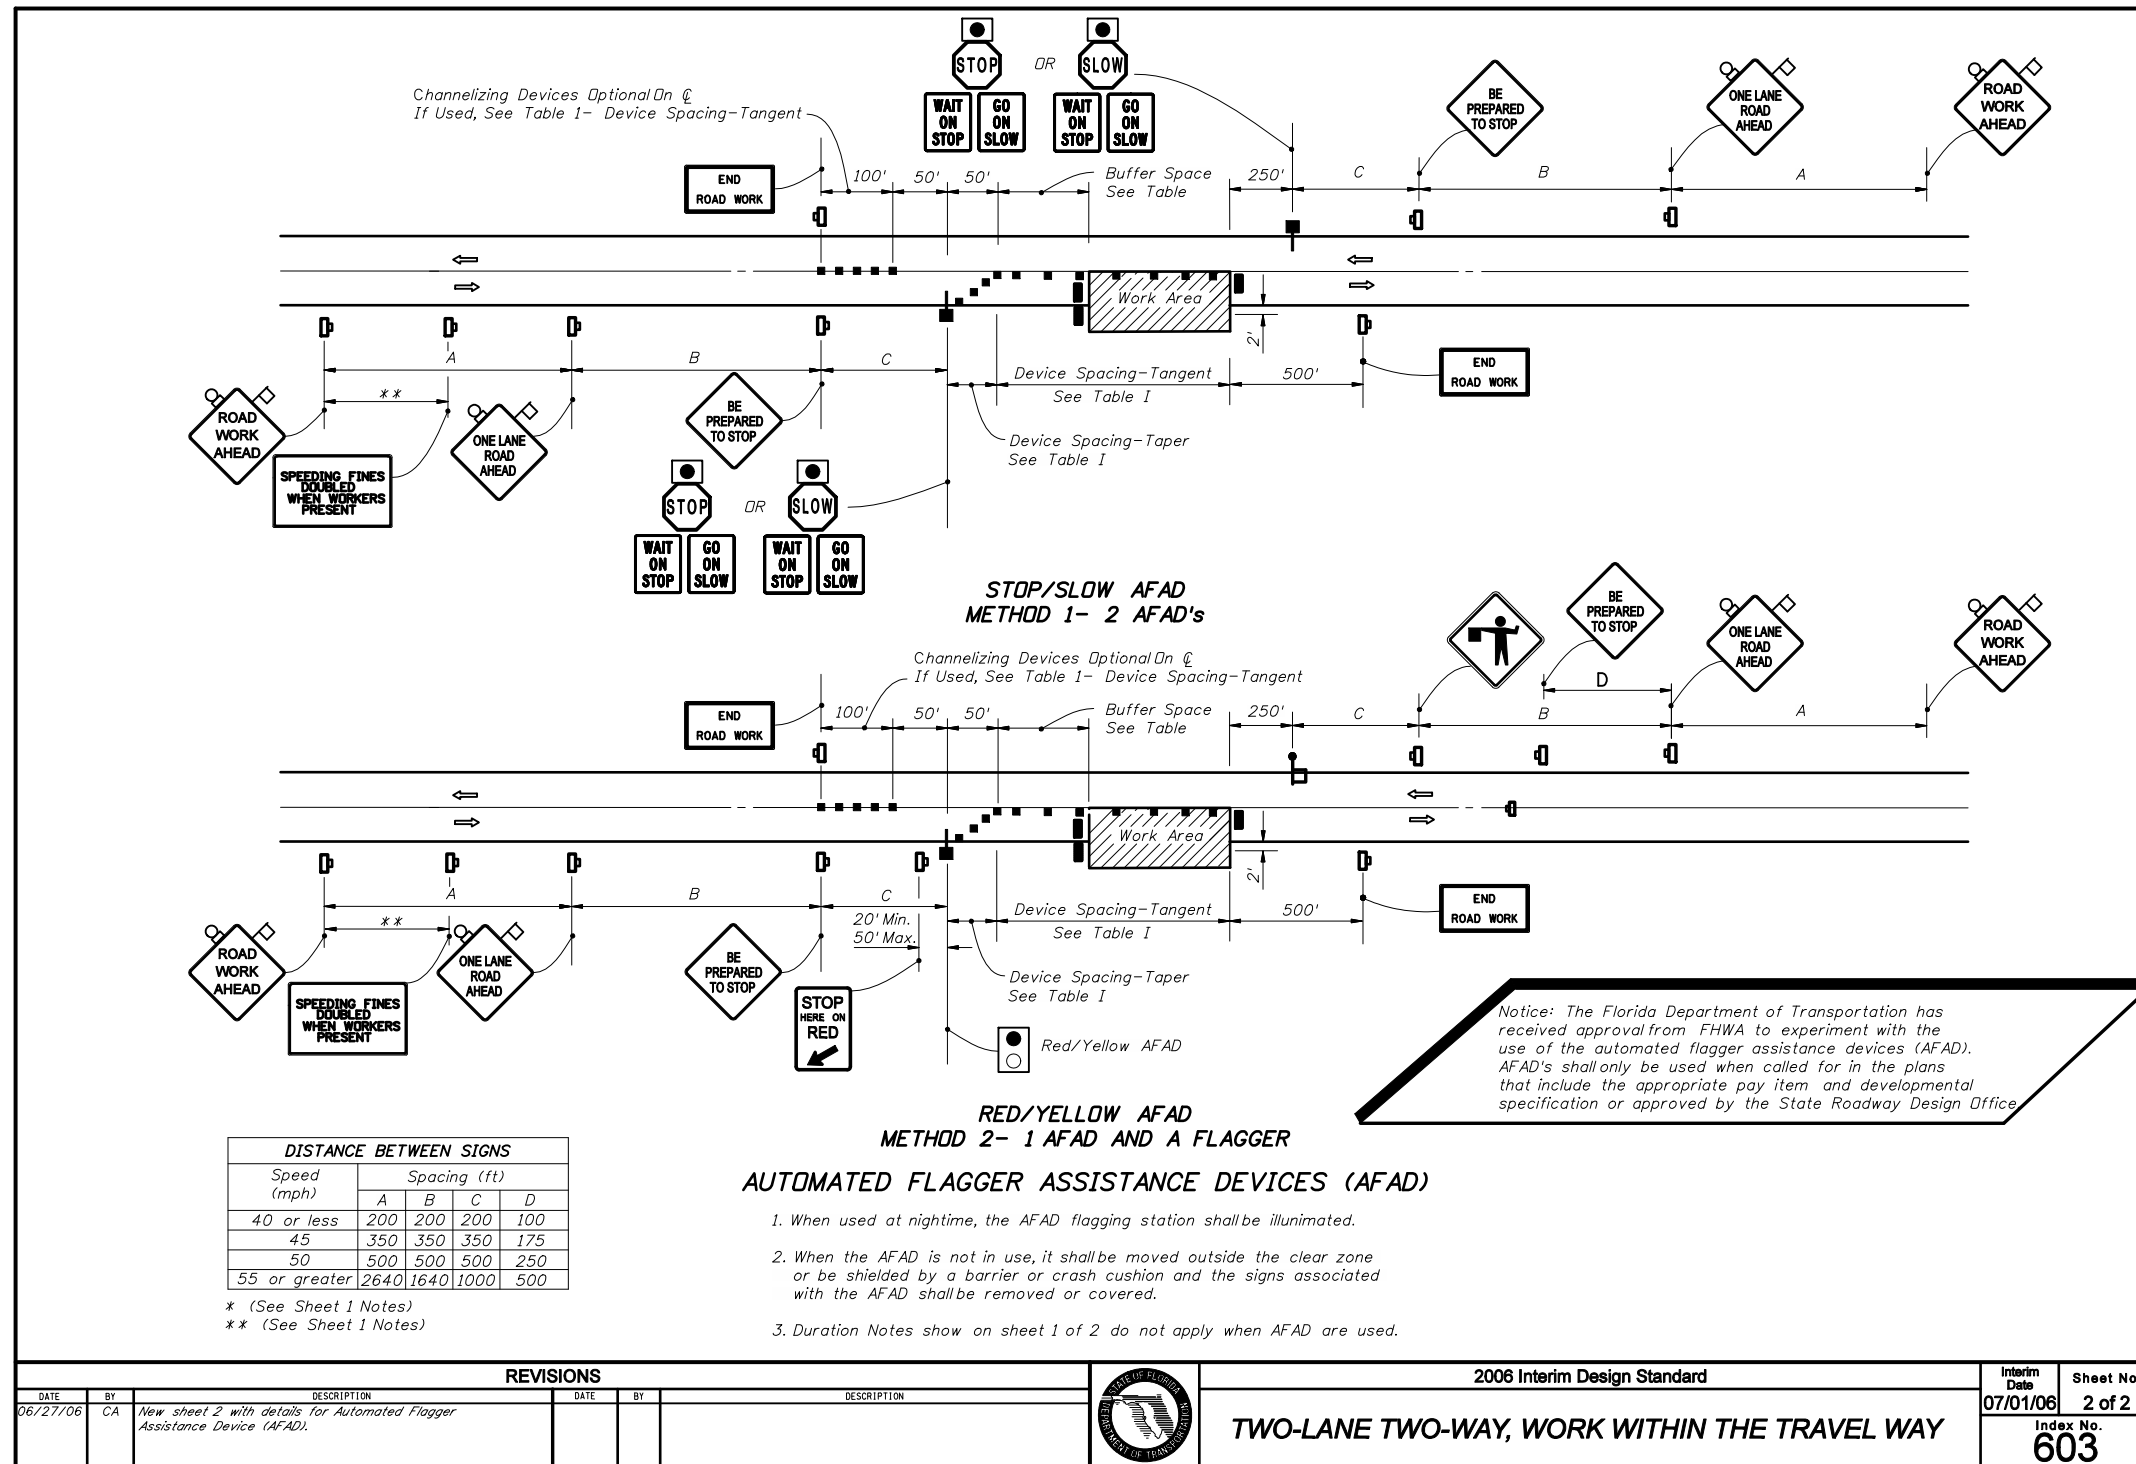 STOP
OR
SLOW
WAIT
ON
STOP
GO
ON
SLOW
WAIT
ON
STOP
GO
ON
SLOW
Channelizing Devices Optional On ℄
If Used, See Table 1- Device Spacing-Tangent
BE
PREPARED
TO STOP
ONE LANE
ROAD
AHEAD
ROAD
WORK
AHEAD
END
ROAD WORK
100' 50' 50'
Buffer Space
See Table
250' C B A
Work Area
2'
A B C
**
Device Spacing-Tangent
See Table I
500'
END
ROAD WORK
Device Spacing-Taper
See Table I
ROAD
WORK
AHEAD
SPEEDING FINES
DOUBLED
WHEN WORKERS
PRESENT
ONE LANE
ROAD
AHEAD
BE
PREPARED
TO STOP
STOP
OR
SLOW
WAIT
ON
STOP
GO
ON
SLOW
WAIT
ON
STOP
GO
ON
SLOW
STOP/SLOW AFAD
METHOD 1- 2 AFAD's
Channelizing Devices Optional On ℄
If Used, See Table 1- Device Spacing-Tangent
BE
PREPARED
TO STOP
ONE LANE
ROAD
AHEAD
ROAD
WORK
AHEAD
D
END
ROAD WORK
100' 50' 50'
Buffer Space
See Table
250' C B A
Work Area
2'
A B C
**
20' Min.
50' Max.
Device Spacing-Tangent
See Table I
500'
END
ROAD WORK
Device Spacing-Taper
See Table I
ROAD
WORK
AHEAD
SPEEDING FINES
DOUBLED
WHEN WORKERS
PRESENT
ONE LANE
ROAD
AHEAD
BE
PREPARED
TO STOP
STOP
HERE ON
RED
Red/Yellow AFAD
RED/YELLOW AFAD
METHOD 2- 1 AFAD AND A FLAGGER
Notice: The Florida Department of Transportation has
received approval from FHWA to experiment with the
use of the automated flagger assistance devices (AFAD).
AFAD's shall only be used when called for in the plans
that include the appropriate pay item and developmental
specification or approved by the State Roadway Design Office
DISTANCE BETWEEN SIGNS
Speed
(mph)
Spacing (ft)
A B C D
40 or less 200 200 200 100
45 350 350 350 175
50 500 500 500 250
55 or greater 2640 1640 1000 500
* (See Sheet 1 Notes)
** (See Sheet 1 Notes)
AUTOMATED FLAGGER ASSISTANCE DEVICES (AFAD)
1. When used at nightime, the AFAD flagging station shall be illunimated.
2. When the AFAD is not in use, it shall be moved outside the clear zone
or be shielded by a barrier or crash cushion and the signs associated
with the AFAD shall be removed or covered.
3. Duration Notes show on sheet 1 of 2 do not apply when AFAD are used.
REVISIONS
DATE BY DESCRIPTION DATE BY DESCRIPTION
06/27/06 CA New sheet 2 with details for Automated Flagger
Assistance Device (AFAD).
STATE OF FLORIDA
DEPARTMENT OF TRANSPORTATION
2006 Interim Design Standard
TWO-LANE TWO-WAY, WORK WITHIN THE TRAVEL WAY
Interim
Date
07/01/06
Sheet No
2 of 2
Index No.
603